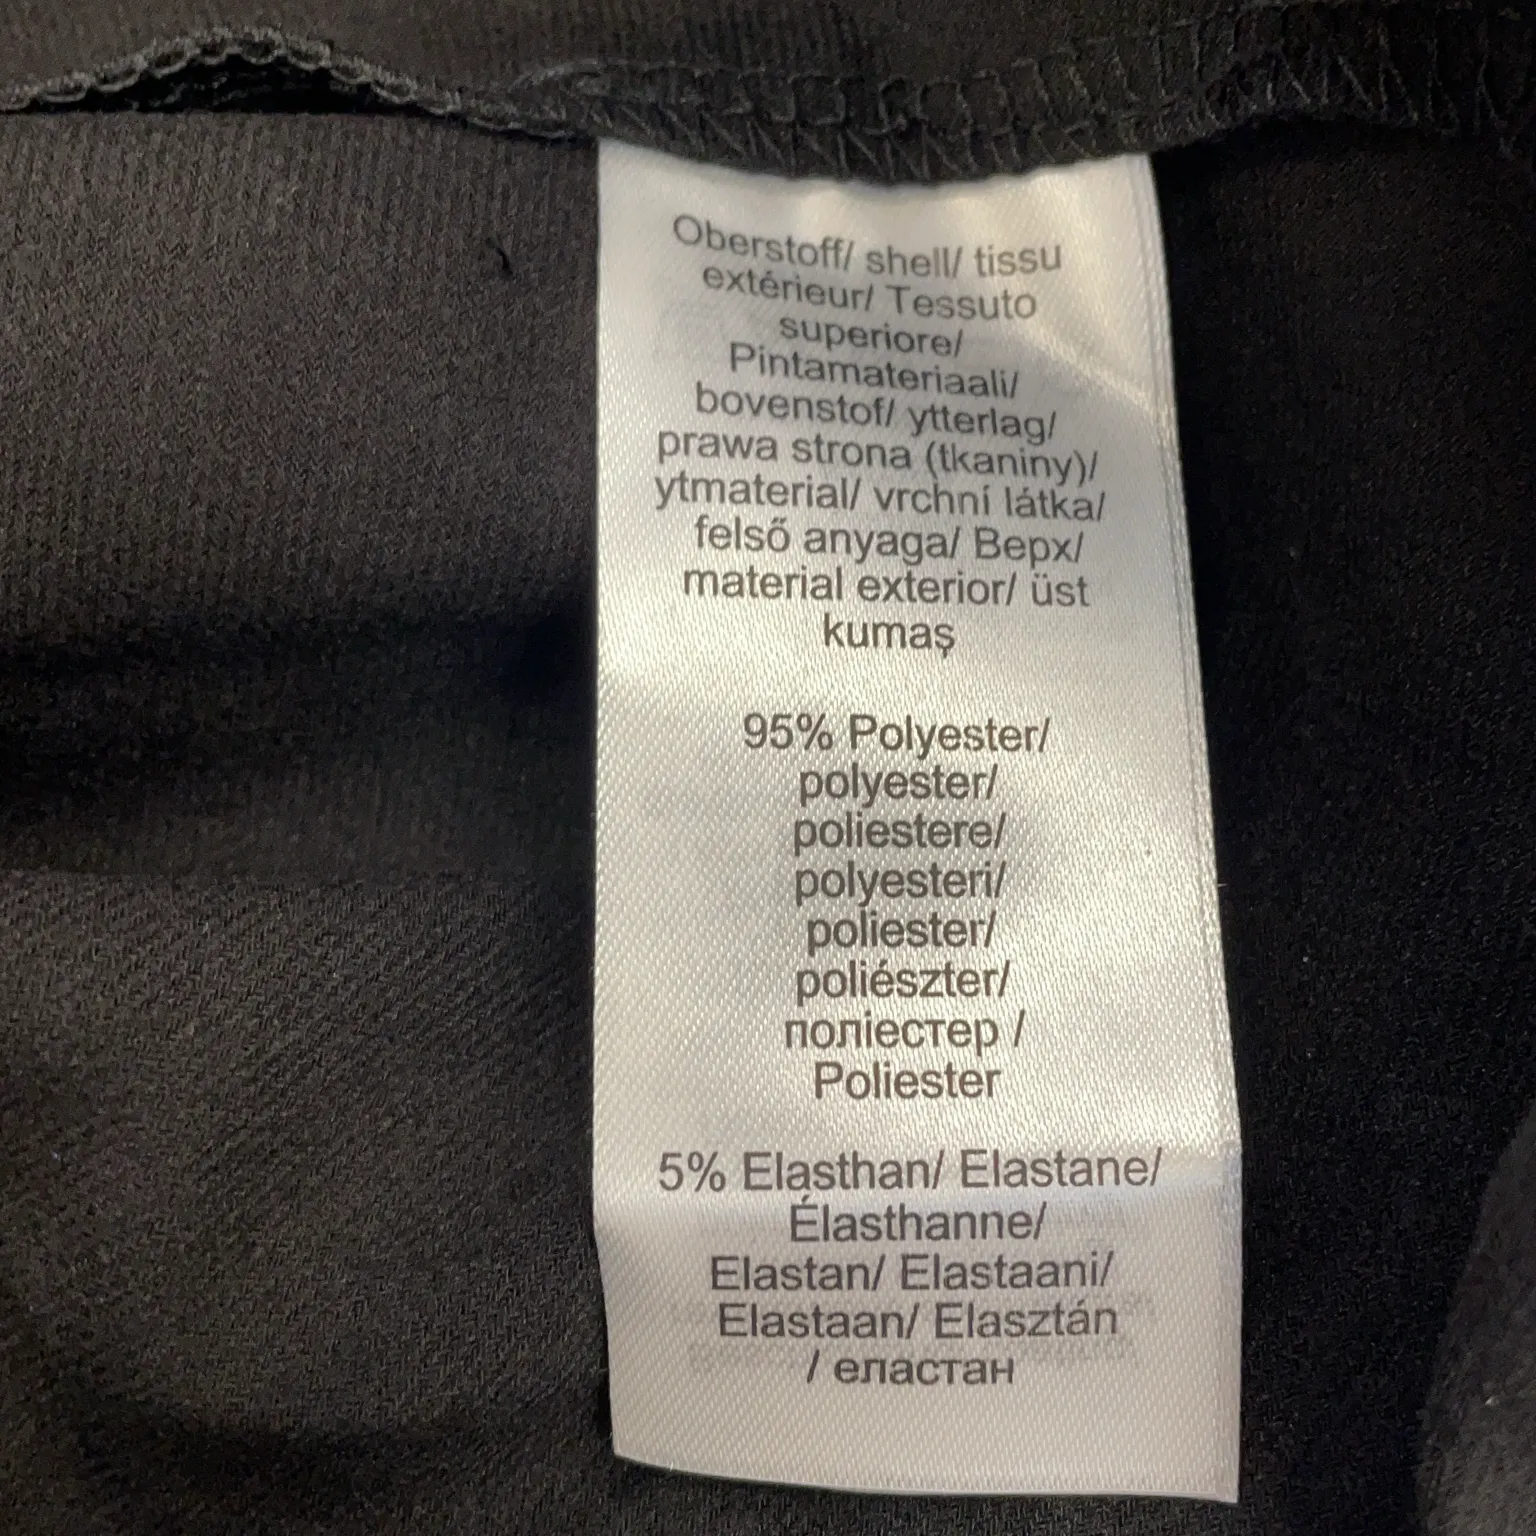 Oberstoff/ shell/ tissu
extérieur/ Tessuto
superiore/
Pintamateriaali/
bovenstof/ ytterlag/
prawa strona (tkaniny)/
ytmaterial/ vrchní látka/
felső anyaga/ Bepx/
material exterior/ üst
kumaş
95% Polyester/
polyester/
poliestere/
polyesteri/
poliester/
poliészter/
поліестер /
Poliester
5% Elasthan/ Elastane/
Élasthanne/
Elastan/ Elastaani/
Elastaan/ Elasztán
/ еластан